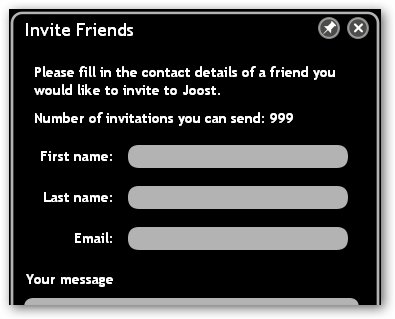 Invite Friends
Please fill in the contact details of a friend you
would like to invite to Joost.
Number of invitations you can send: 999
First name:
Last name:
Email:
Your message